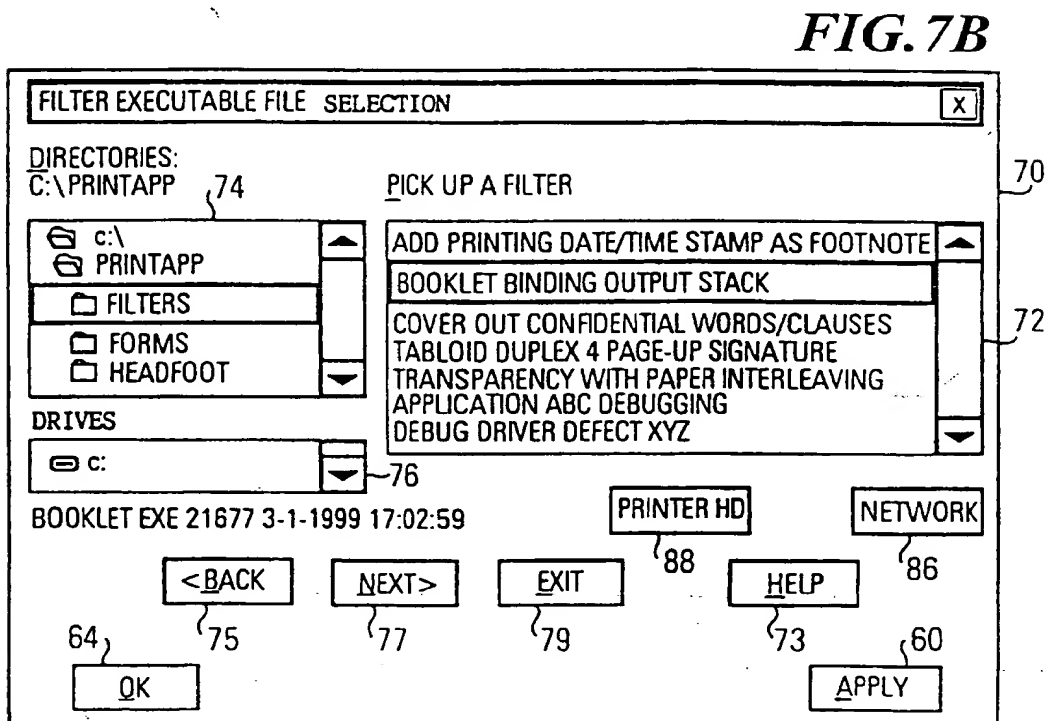 FIG. 7B
FILTER EXECUTABLE FILE SELECTION X
DIRECTORIES:
C:\PRINTAPP
74
PICK UP A FILTER
70
c:\
PRINTAPP
FILTERS
FORMS
HEADFOOT
ADD PRINTING DATE/TIME STAMP AS FOOTNOTE
BOOKLET BINDING OUTPUT STACK
COVER OUT CONFIDENTIAL WORDS/CLAUSES
TABLOID DUPLEX 4 PAGE-UP SIGNATURE
TRANSPARENCY WITH PAPER INTERLEAVING
APPLICATION ABC DEBUGGING
DEBUG DRIVER DEFECT XYZ
72
DRIVES
c:
76
BOOKLET EXE 21677 3-1-1999 17:02:59
PRINTER HD
88
NETWORK
86
<BACK
75
NEXT>
77
EXIT
79
HELP
73
64
OK
60
APPLY